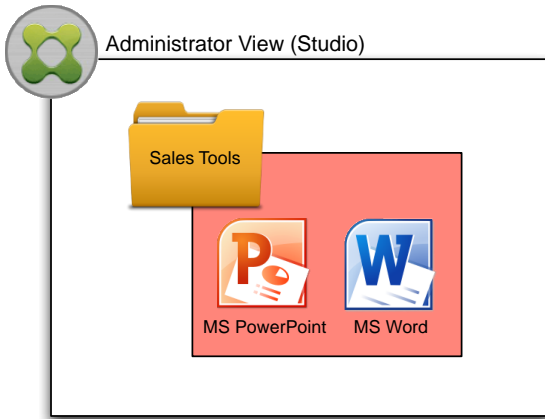 Administrator View (Studio)
Sales Tools
P
W
MS PowerPoint
MS Word